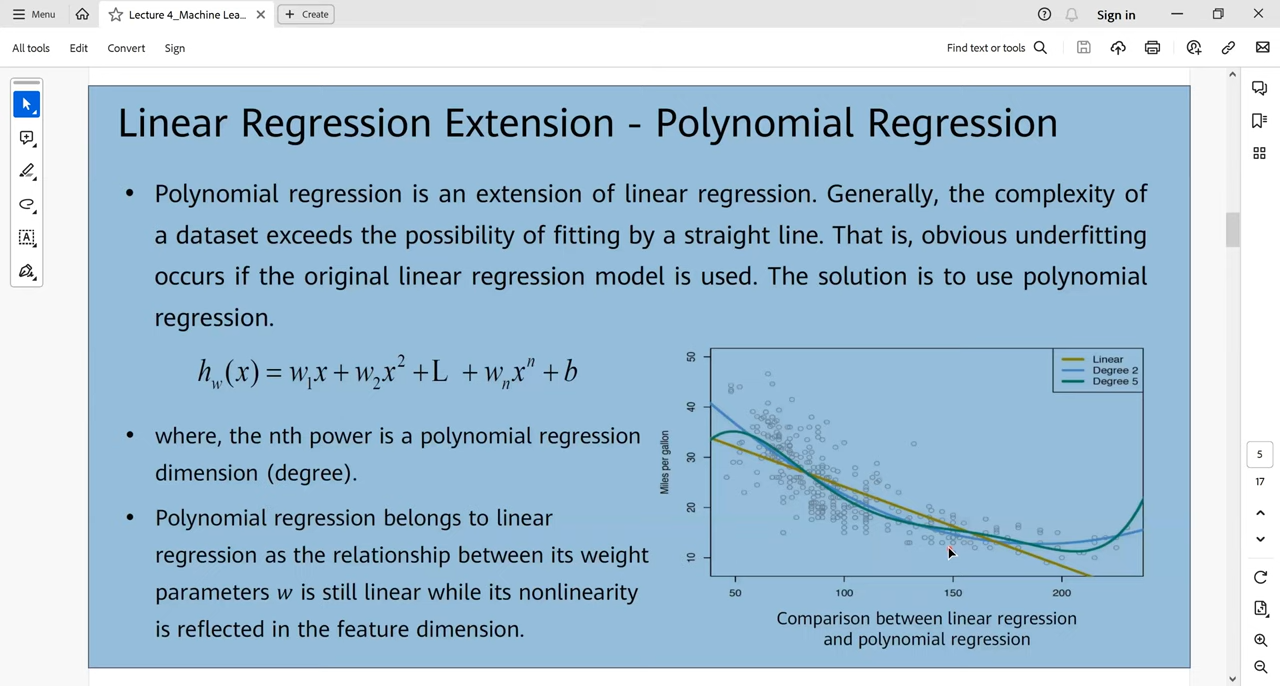 Menu
Lecture 4_Machine Lea...
Create
Sign in
All tools
Edit
Convert
Sign
Find text or tools
Linear Regression Extension - Polynomial Regression
• Polynomial regression is an extension of linear regression. Generally, the complexity of
a dataset exceeds the possibility of fitting by a straight line. That is, obvious underfitting
occurs if the original linear regression model is used. The solution is to use polynomial
regression.
h_w(x) = w₁x + w₂x² + L + wₙxⁿ + b
• where, the nth power is a polynomial regression
dimension (degree).
• Polynomial regression belongs to linear
regression as the relationship between its weight
parameters w is still linear while its nonlinearity
is reflected in the feature dimension.
Linear
Degree 2
Degree 5
Miles per gallon
50
40
30
20
10
50
100
150
200
Comparison between linear regression
and polynomial regression
5
17